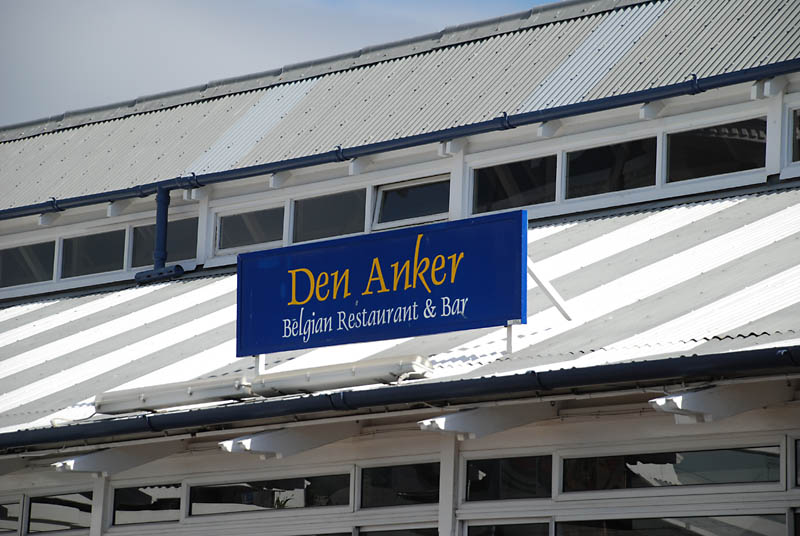 Den Anker
Belgian Restaurant & Bar